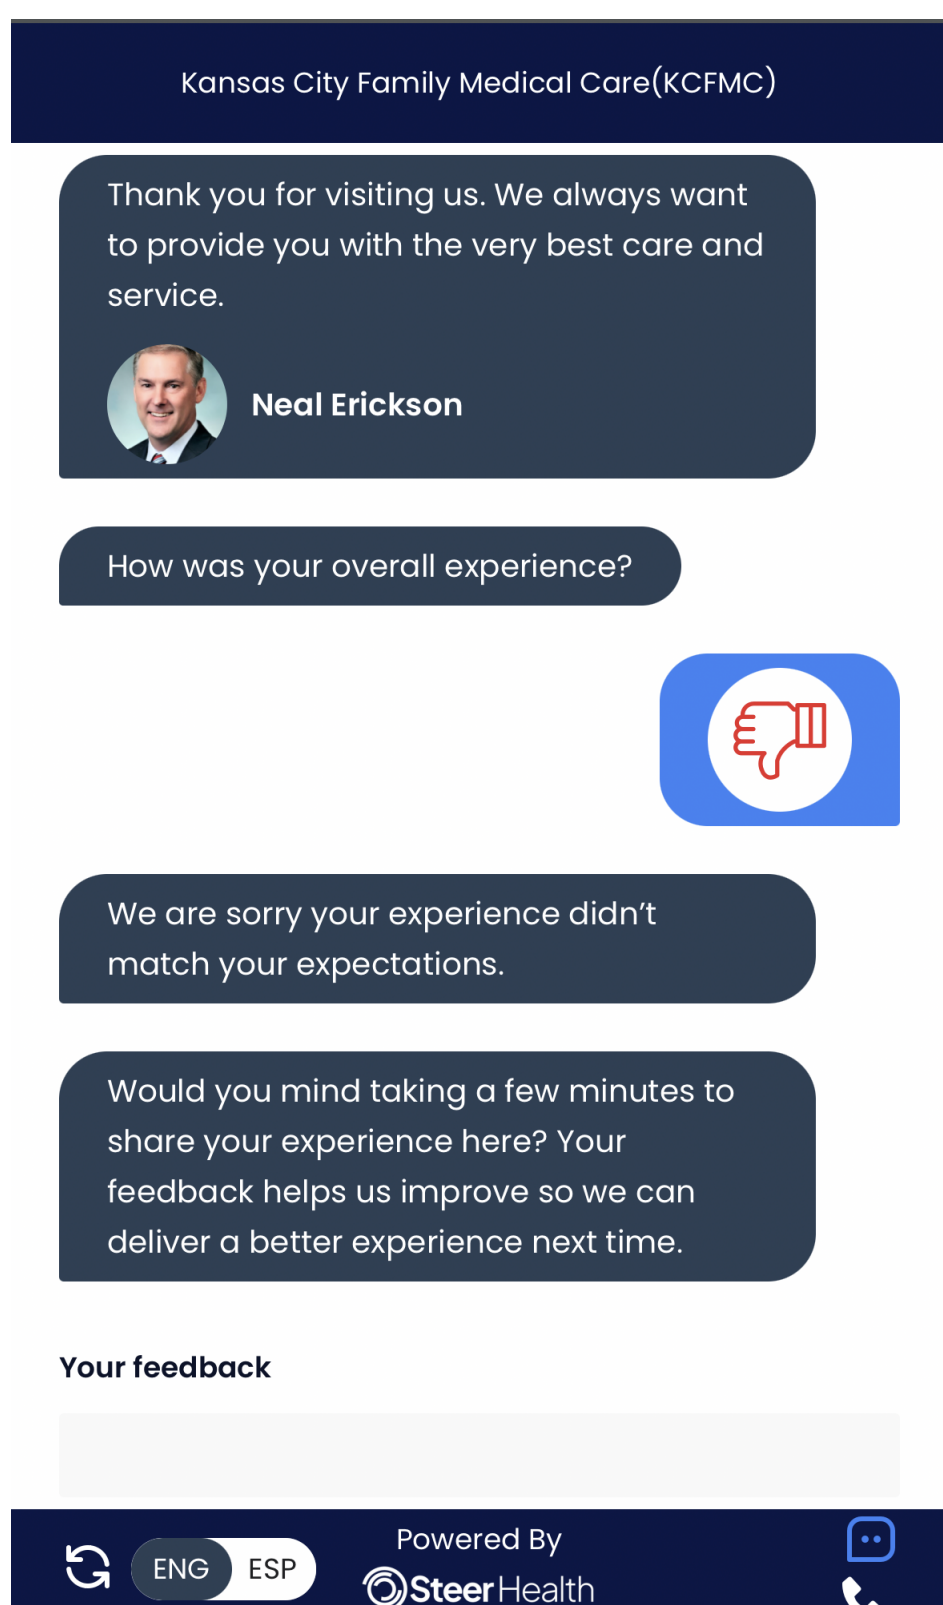 Kansas City Family Medical Care(KCFMC)
Thank you for visiting us. We always want
to provide you with the very best care and
service.
Neal Erickson
How was your overall experience?
We are sorry your experience didn’t
match your expectations.
Would you mind taking a few minutes to
share your experience here? Your
feedback helps us improve so we can
deliver a better experience next time.
Your feedback
ENG ESP
Powered By
SteerHealth